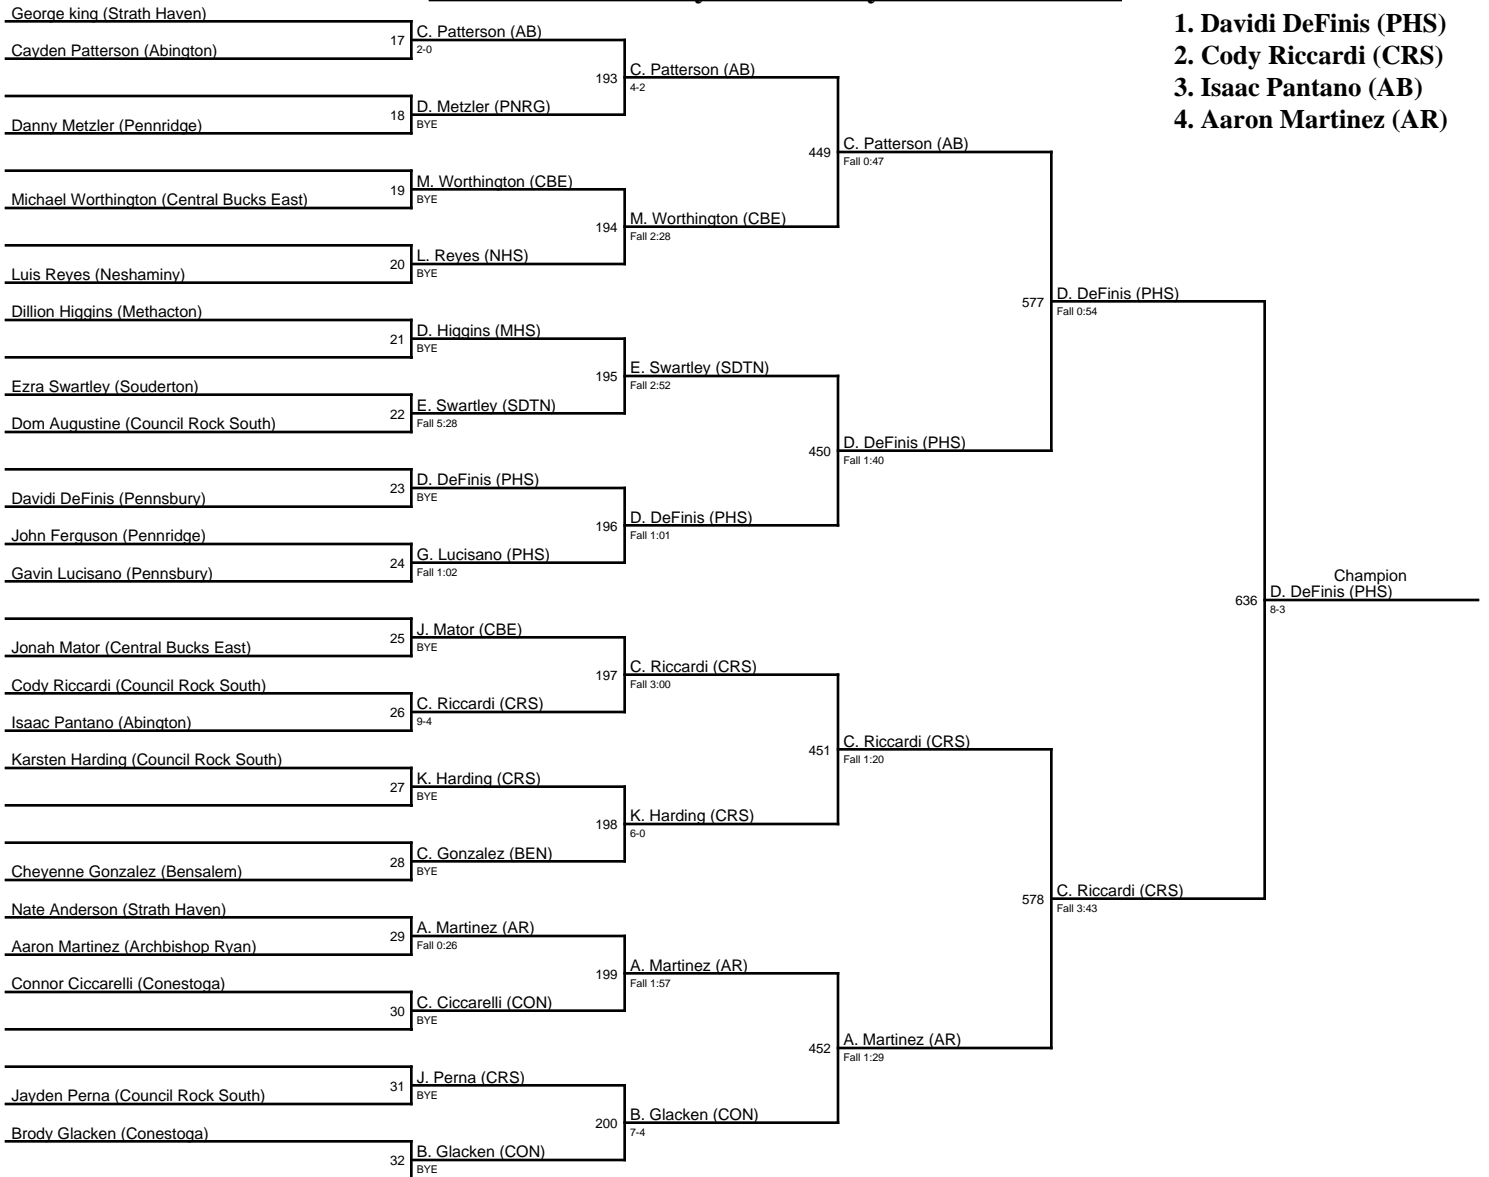 1. Davidi DeFinis (PHS)
2. Cody Riccardi (CRS)
3. Isaac Pantano (AB)
4. Aaron Martinez (AR)
George king (Strath Haven)
Cayden Patterson (Abington)
Danny Metzler (Pennridge)
Michael Worthington (Central Bucks East)
Luis Reyes (Neshaminy)
Dillion Higgins (Methacton)
Ezra Swartley (Souderton)
Dom Augustine (Council Rock South)
Davidi DeFinis (Pennsbury)
John Ferguson (Pennridge)
Gavin Lucisano (Pennsbury)
Jonah Mator (Central Bucks East)
Cody Riccardi (Council Rock South)
Isaac Pantano (Abington)
Karsten Harding (Council Rock South)
Cheyenne Gonzalez (Bensalem)
Nate Anderson (Strath Haven)
Aaron Martinez (Archbishop Ryan)
Connor Ciccarelli (Conestoga)
Jayden Perna (Council Rock South)
Brody Glacken (Conestoga)
17 C. Patterson (AB)
2-0
18 D. Metzler (PNRG)
BYE
19 M. Worthington (CBE)
BYE
20 L. Reyes (NHS)
BYE
21 D. Higgins (MHS)
BYE
22 E. Swartley (SDTN)
Fall 5:28
23 D. DeFinis (PHS)
BYE
24 G. Lucisano (PHS)
Fall 1:02
25 J. Mator (CBE)
BYE
26 C. Riccardi (CRS)
9-4
27 K. Harding (CRS)
BYE
28 C. Gonzalez (BEN)
BYE
29 A. Martinez (AR)
Fall 0:26
30 C. Ciccarelli (CON)
BYE
31 J. Perna (CRS)
BYE
32 B. Glacken (CON)
BYE
193 C. Patterson (AB)
4-2
194 M. Worthington (CBE)
Fall 2:28
195 E. Swartley (SDTN)
Fall 2:52
196 D. DeFinis (PHS)
Fall 1:01
197 C. Riccardi (CRS)
Fall 3:00
198 K. Harding (CRS)
6-0
199 A. Martinez (AR)
Fall 1:57
200 B. Glacken (CON)
7-4
449 C. Patterson (AB)
Fall 0:47
450 D. DeFinis (PHS)
Fall 1:40
451 C. Riccardi (CRS)
Fall 1:20
452 A. Martinez (AR)
Fall 1:29
577 D. DeFinis (PHS)
Fall 0:54
578 C. Riccardi (CRS)
Fall 3:43
Champion
636 D. DeFinis (PHS)
8-3